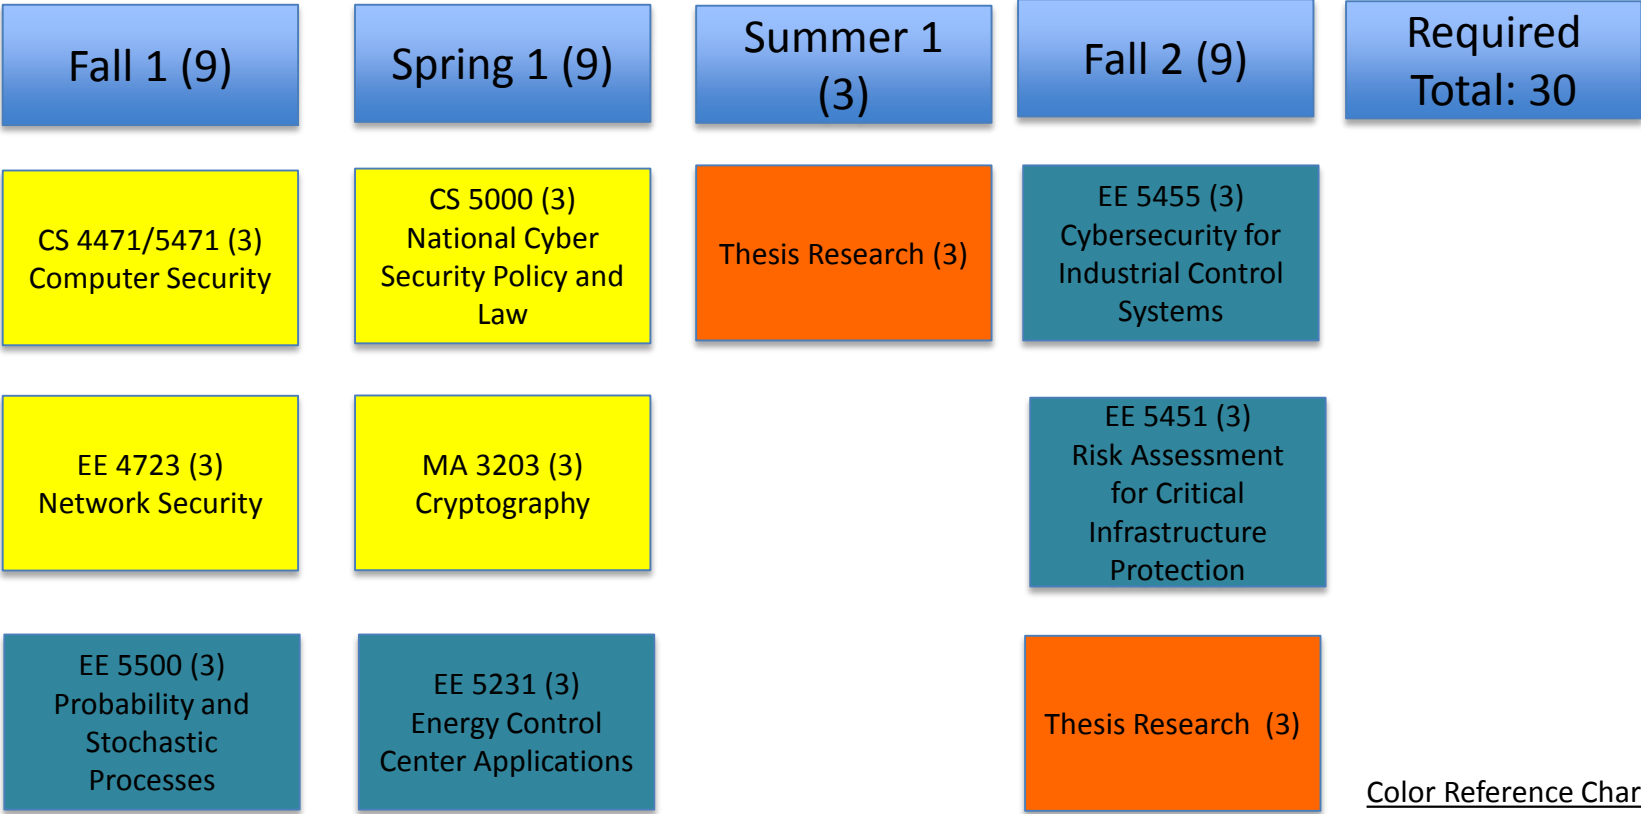 Fall 1 (9)
Spring 1 (9)
Summer 1
(3)
Fall 2 (9)
Required
Total: 30
CS 4471/5471 (3)
Computer Security
CS 5000 (3)
National Cyber
Security Policy and
Law
Thesis Research (3)
EE 5455 (3)
Cybersecurity for
Industrial Control
Systems
EE 4723 (3)
Network Security
MA 3203 (3)
Cryptography
EE 5451 (3)
Risk Assessment
for Critical
Infrastructure
Protection
EE 5500 (3)
Probability and
Stochastic
Processes
EE 5231 (3)
Energy Control
Center Applications
Thesis Research  (3)
Color Reference Char